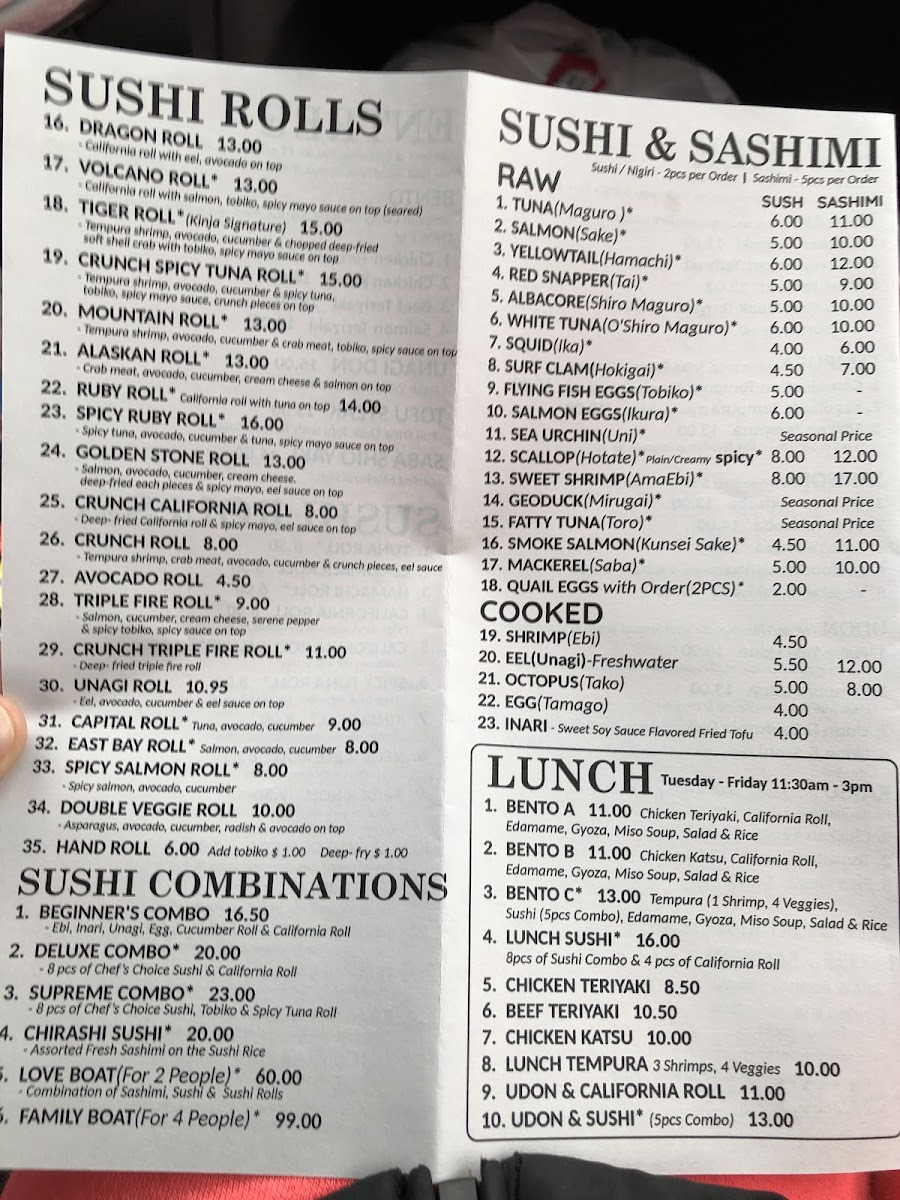 SUSHI ROLLS
16. DRAGON ROLL 13.00
- California roll with eel, avocado on top
17. VOLCANO ROLL* 13.00
- California roll with salmon, tobiko, spicy mayo sauce on top (seared)
18. TIGER ROLL*(Kinja Signature) 15.00
- Tempura shrimp, avocado, cucumber & chopped deep-fried
soft shell crab with tobiko, spicy mayo sauce on top
19. CRUNCH SPICY TUNA ROLL* 15.00
- Tempura shrimp, avocado, cucumber & spicy tuna,
tobiko, spicy mayo sauce, crunch pieces on top
20. MOUNTAIN ROLL* 13.00
- Tempura shrimp, avocado, cucumber & crab meat, tobiko, spicy sauce on top
21. ALASKAN ROLL* 13.00
- Crab meat, avocado, cucumber, cream cheese & salmon on top
22. RUBY ROLL* California roll with tuna on top 14.00
23. SPICY RUBY ROLL* 16.00
- Spicy tuna, avocado, cucumber & tuna, spicy mayo sauce on top
24. GOLDEN STONE ROLL 13.00
- Salmon, avocado, cucumber, cream cheese,
deep-fried each pieces & spicy mayo, eel sauce on top
25. CRUNCH CALIFORNIA ROLL 8.00
- Deep- fried California roll & spicy mayo, eel sauce on top
26. CRUNCH ROLL 8.00
- Tempura shrimp, crab meat, avocado, cucumber & crunch pieces, eel sauce
27. AVOCADO ROLL 4.50
28. TRIPLE FIRE ROLL* 9.00
- Salmon, cucumber, cream cheese, serene pepper
& spicy tobiko, spicy sauce on top
29. CRUNCH TRIPLE FIRE ROLL* 11.00
- Deep- fried triple fire roll
30. UNAGI ROLL 10.95
- Eel, avocado, cucumber & eel sauce on top
31. CAPITAL ROLL* Tuna, avocado, cucumber 9.00
32. EAST BAY ROLL* Salmon, avocado, cucumber 8.00
33. SPICY SALMON ROLL* 8.00
- Spicy salmon, avocado, cucumber
34. DOUBLE VEGGIE ROLL 10.00
- Asparagus, avocado, cucumber, radish & avocado on top
35. HAND ROLL 6.00 Add tobiko $ 1.00 Deep- fry $ 1.00
SUSHI COMBINATIONS
1. BEGINNER'S COMBO 16.50
- Ebi, Inari, Unagi, Egg, Cucumber Roll & California Roll
2. DELUXE COMBO* 20.00
- 8 pcs of Chef's Choice Sushi & California Roll
3. SUPREME COMBO* 23.00
- 8 pcs of Chef's Choice Sushi, Tobiko & Spicy Tuna Roll
4. CHIRASHI SUSHI* 20.00
- Assorted Fresh Sashimi on the Sushi Rice
. LOVE BOAT(For 2 People)* 60.00
- Combination of Sashimi, Sushi & Sushi Rolls
. FAMILY BOAT(For 4 People)* 99.00
SUSHI & SASHIMI
Sushi / Nigiri - 2pcs per Order | Sashimi - 5pcs per Order
RAW SUSH SASHIMI
1. TUNA(Maguro )* 6.00 11.00
2. SALMON(Sake)* 5.00 10.00
3. YELLOWTAIL(Hamachi)* 6.00 12.00
4. RED SNAPPER(Tai)* 5.00 9.00
5. ALBACORE(Shiro Maguro)* 5.00 10.00
6. WHITE TUNA(O'Shiro Maguro)* 6.00 10.00
7. SQUID(Ika)* 4.00 6.00
8. SURF CLAM(Hokigai)* 4.50 7.00
9. FLYING FISH EGGS(Tobiko)* 5.00 -
10. SALMON EGGS(Ikura)* 6.00 -
11. SEA URCHIN(Uni)* Seasonal Price
12. SCALLOP(Hotate)*Plain/Creamy spicy* 8.00 12.00
13. SWEET SHRIMP(AmaEbi)* 8.00 17.00
14. GEODUCK(Mirugai)* Seasonal Price
15. FATTY TUNA(Toro)* Seasonal Price
16. SMOKE SALMON(Kunsei Sake)* 4.50 11.00
17. MACKEREL(Saba)* 5.00 10.00
18. QUAIL EGGS with Order(2PCS)* 2.00 -
COOKED
19. SHRIMP(Ebi) 4.50
20. EEL(Unagi)-Freshwater 5.50 12.00
21. OCTOPUS(Tako) 5.00 8.00
22. EGG(Tamago) 4.00
23. INARI - Sweet Soy Sauce Flavored Fried Tofu 4.00
LUNCH Tuesday - Friday 11:30am - 3pm
1. BENTO A 11.00 Chicken Teriyaki, California Roll,
Edamame, Gyoza, Miso Soup, Salad & Rice
2. BENTO B 11.00 Chicken Katsu, California Roll,
Edamame, Gyoza, Miso Soup, Salad & Rice
3. BENTO C* 13.00 Tempura (1 Shrimp, 4 Veggies),
Sushi (5pcs Combo), Edamame, Gyoza, Miso Soup, Salad & Rice
4. LUNCH SUSHI* 16.00
8pcs of Sushi Combo & 4 pcs of California Roll
5. CHICKEN TERIYAKI 8.50
6. BEEF TERIYAKI 10.50
7. CHICKEN KATSU 10.00
8. LUNCH TEMPURA 3 Shrimps, 4 Veggies 10.00
9. UDON & CALIFORNIA ROLL 11.00
10. UDON & SUSHI* (5pcs Combo) 13.00